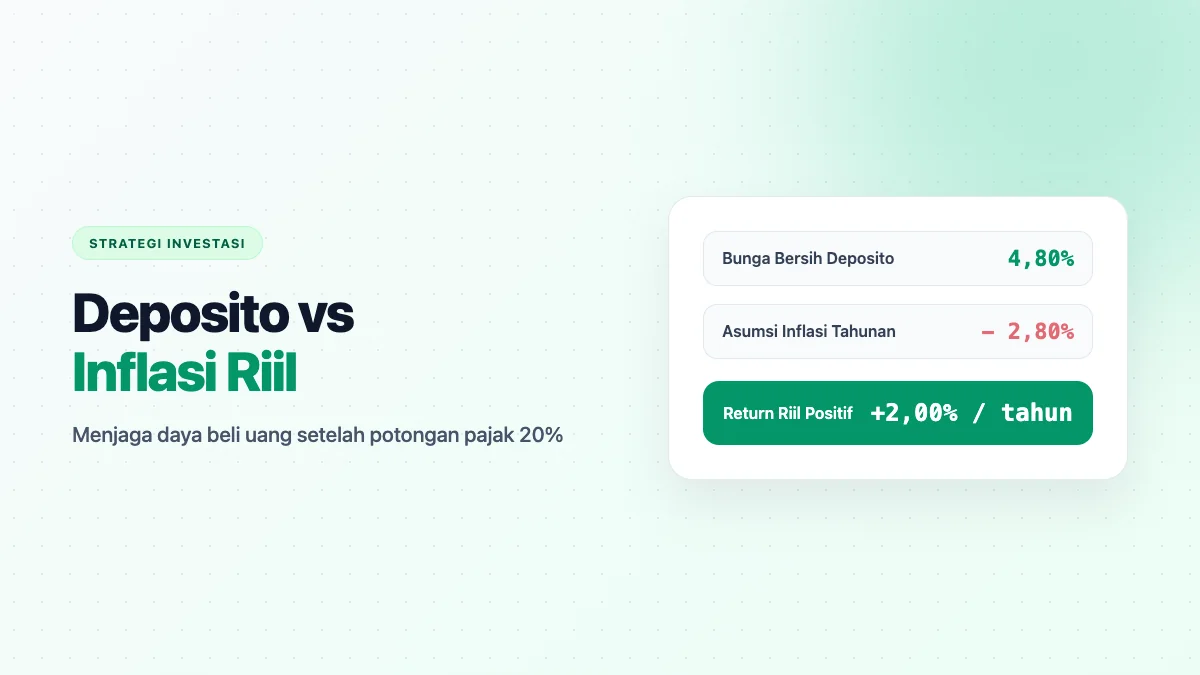 STRATEGI INVESTASI
Deposito vs
Inflasi Riil
Menjaga daya beli uang setelah potongan pajak 20%
Bunga Bersih Deposito 4,80%
Asumsi Inflasi Tahunan − 2,80%
Return Riil Positif +2,00% / tahun